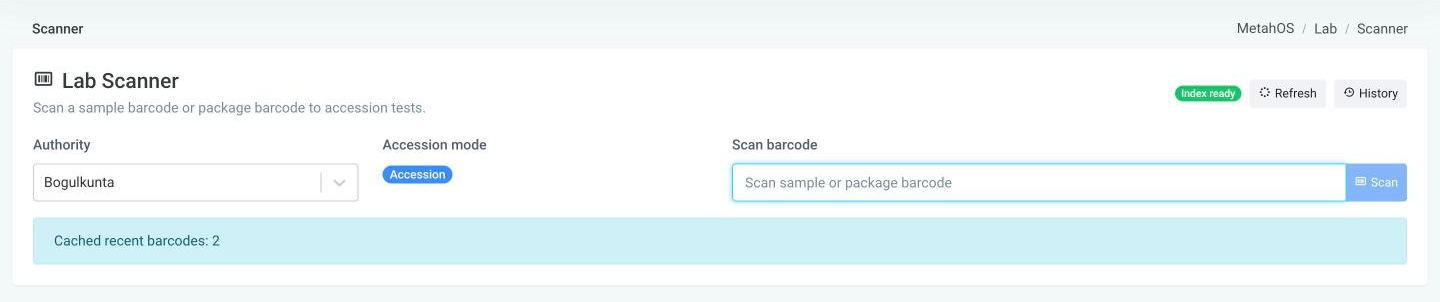 Scanner
MetahOS / Lab / Scanner
Lab Scanner
Scan a sample barcode or package barcode to accession tests.
Index ready
Refresh
History
Authority
Accession mode
Scan barcode
Bogulkunta
Accession
Scan sample or package barcode
Scan
Cached recent barcodes: 2